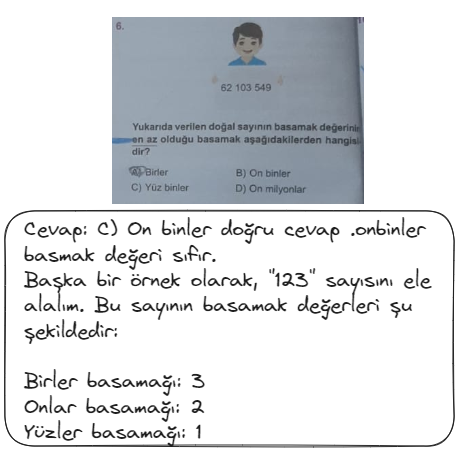 6.
62 103 549
Yukarıda verilen doğal sayının basamak değerinin
en az olduğu basamak aşağıdakilerden hangisi
dir?
A) Birler B) On binler
C) Yüz binler D) On milyonlar
Cevap: C) On binler doğru cevap .onbinler
basmak değeri sıfır.
Başka bir örnek olarak, "123" sayısını ele
alalım. Bu sayının basamak değerleri şu
şekildedir:
Birler basamağı: 3
Onlar basamağı: 2
Yüzler basamağı: 1